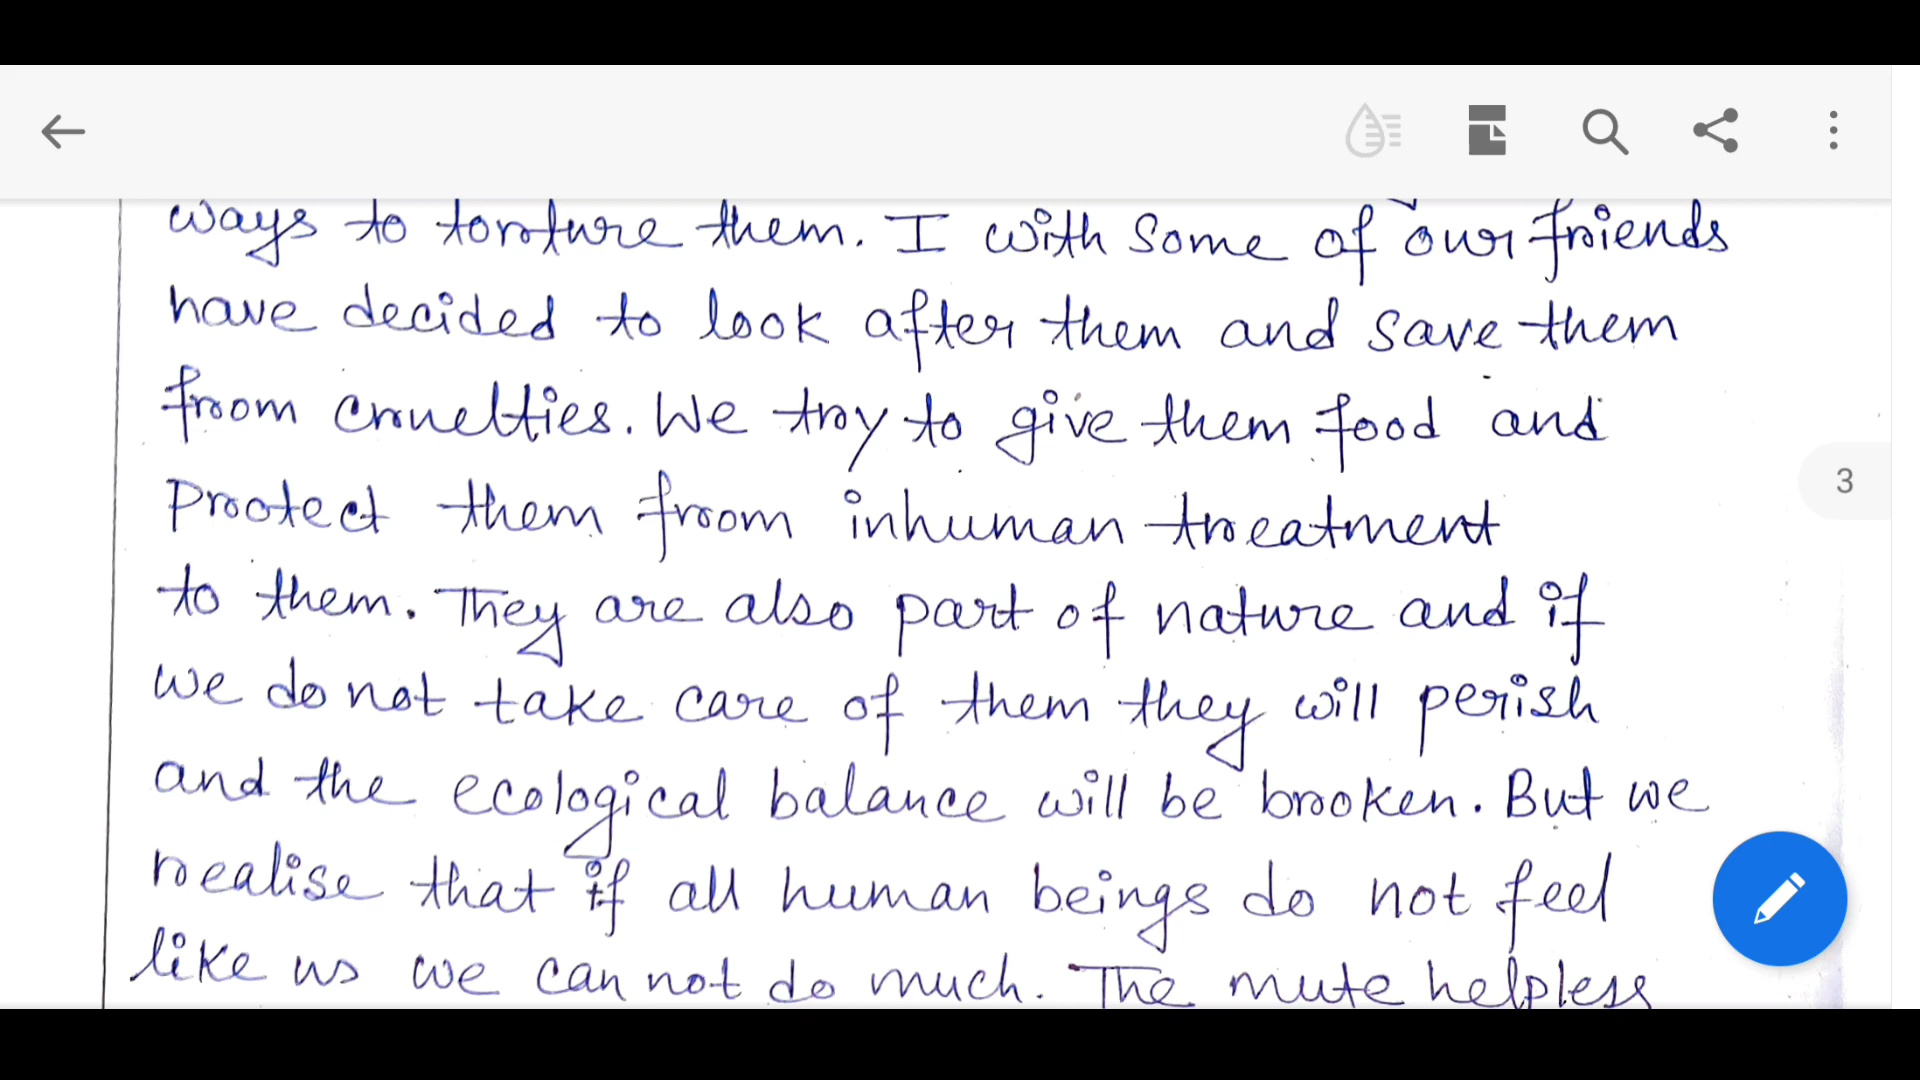 ways to torture them. I with some of our friends
have decided to look after them and save them
from cruelties. We try to give them food and
Protect them from inhuman treatment
to them. They are also part of nature and if
we do not take care of them they will perish
and the ecological balance will be broken. But we
realise that if all human beings do not feel
like us we can not do much. The mute helpless
3